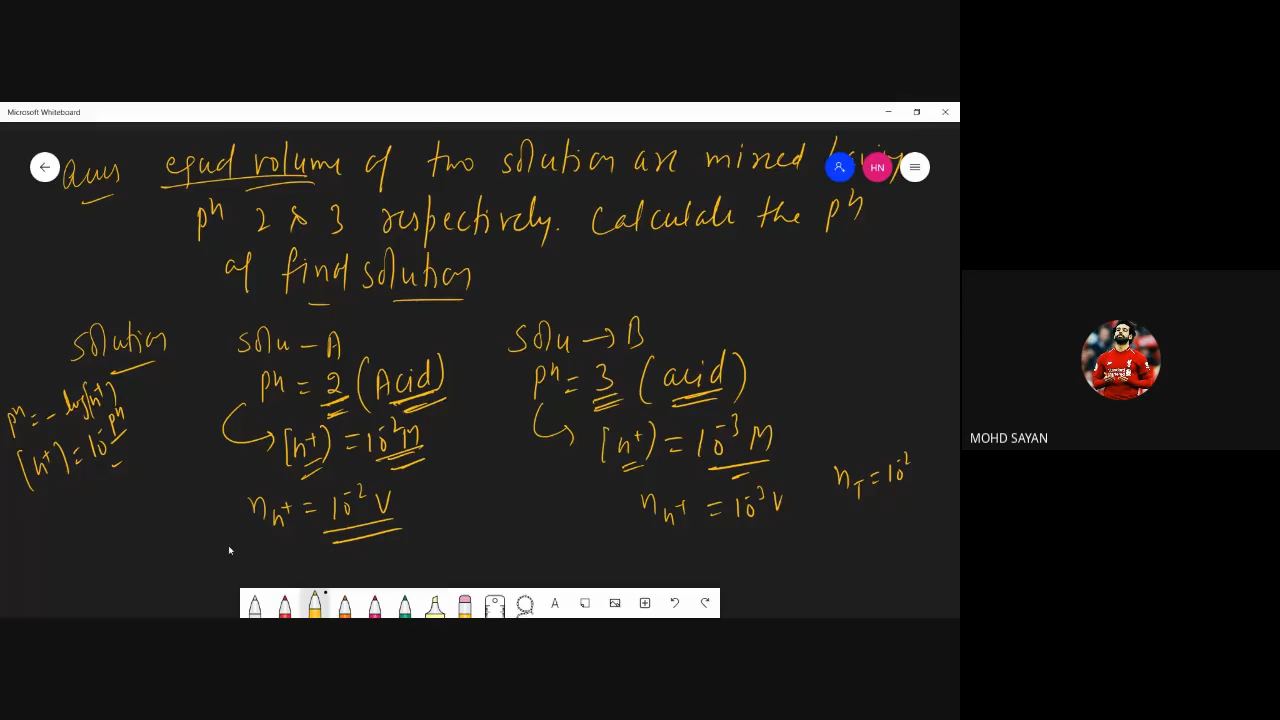 Microsoft Whiteboard
Ques equal volume of two solution are mixed having
HN
pH 2 & 3 respectively. Calculate the pH
of final solution
Solution
Solu - A
Solu → B
pH = 2 (Acid)
pH = 3 (acid)
pH = - log[H+]
[H+] = 10^-pH
[H+] = 10^-2 M
[H+] = 10^-3 M
nH+ = 10^-2 V
nH+ = 10^-3 V
nT = 10^-2
MOHD SAYAN